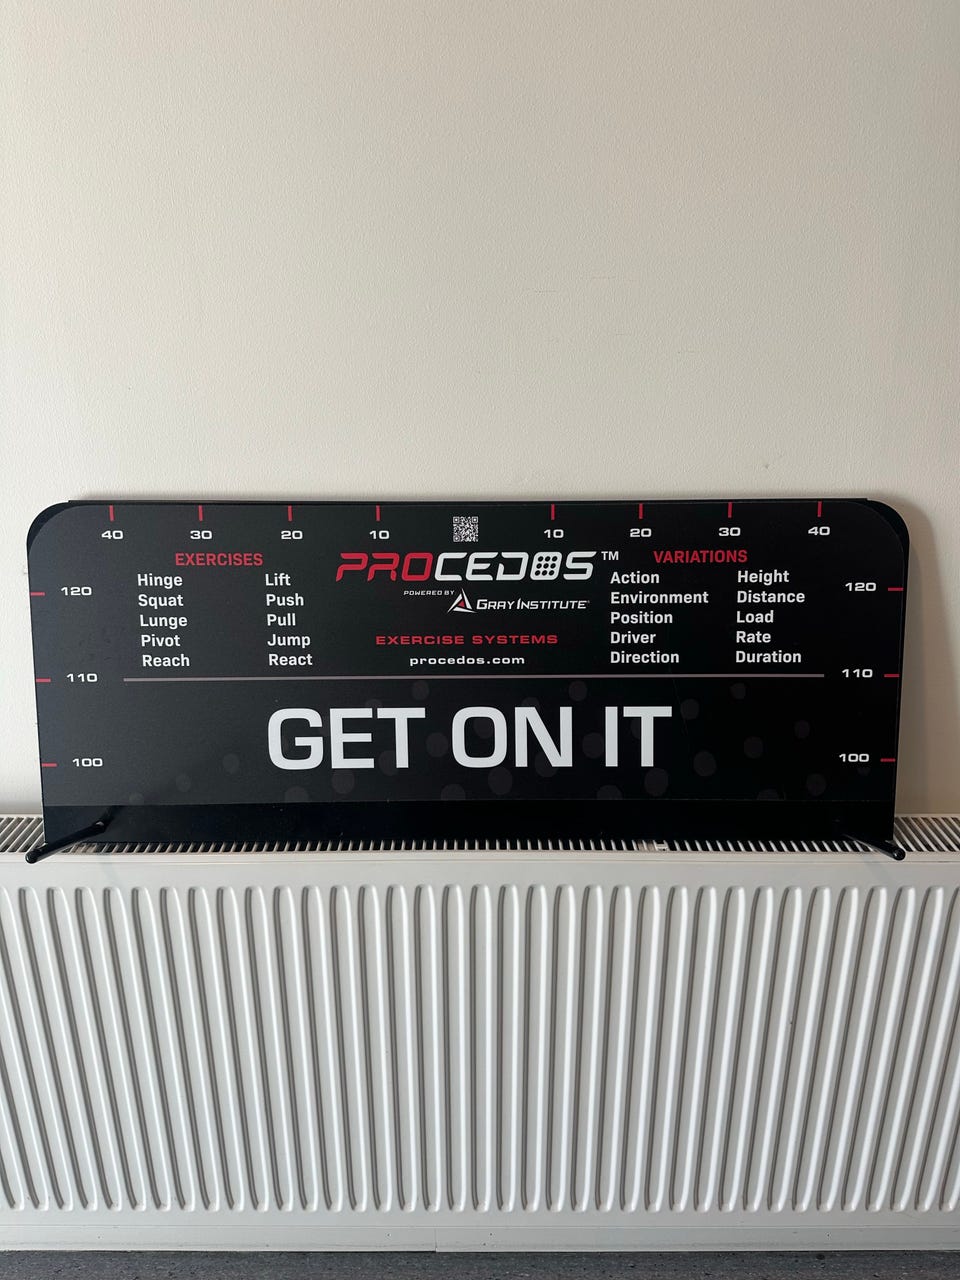 40 30 20 10 10 20 30 40
EXERCISES
Hinge Lift
Squat Push
Lunge Pull
Pivot Jump
Reach React
PROCEDOS™
POWERED BY GRAY INSTITUTE®
EXERCISE SYSTEMS
procedos.com
VARIATIONS
Action Height
Environment Distance
Position Load
Driver Rate
Direction Duration
120 120
110 110
GET ON IT
100 100